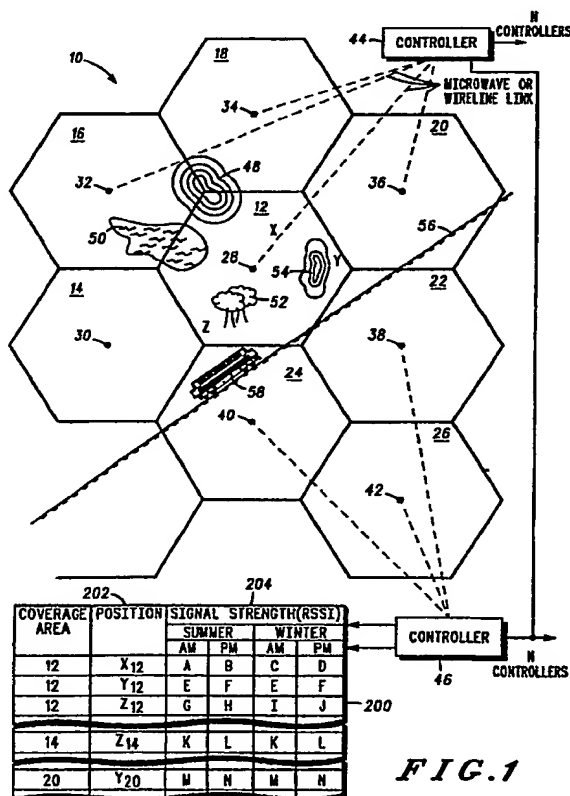 44 CONTROLLER N CONTROLLERS
10
18
MICROWAVE OR WIRELINE LINK
34
16
20
48
32
36
12
50
X
56
28
54
Y
14
52
22
Z
30
38
24
58
40
26
42
202
204
COVERAGE AREA POSITION SIGNAL STRENGTH(RSSI)
SUMMER WINTER
AM PM AM PM
12 X12 A B C D
12 Y12 E F E F
12 Z12 G H I J
200
14 Z14 K L K L
20 Y20 M N M N
CONTROLLER
46
N CONTROLLERS
FIG.1